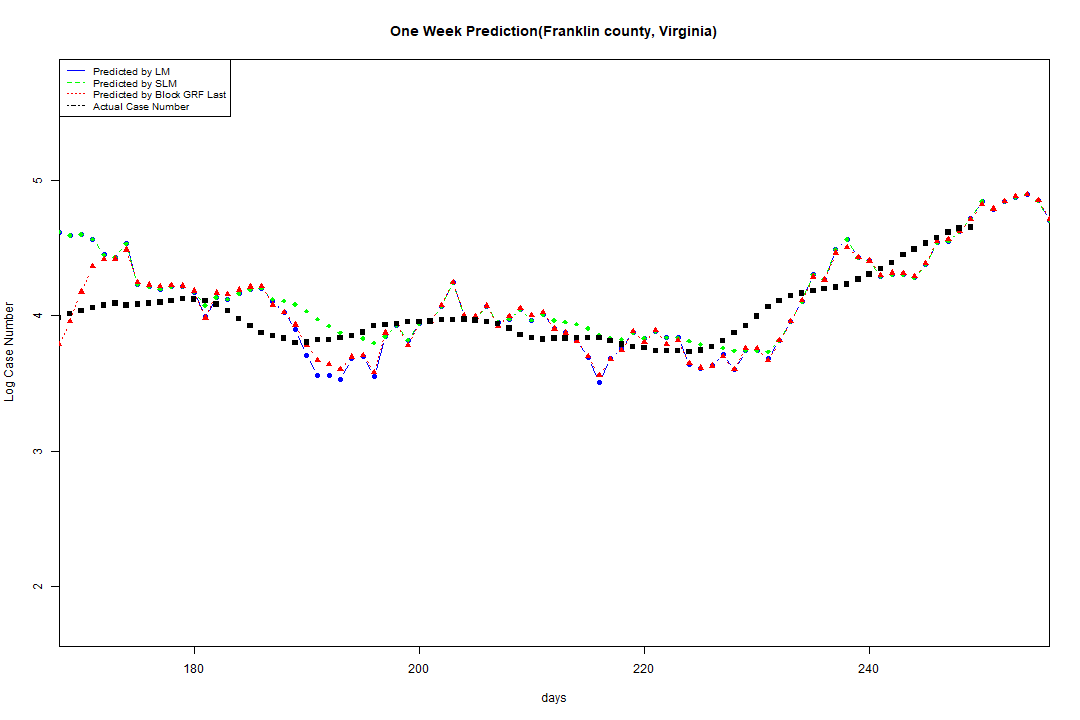 One Week Prediction(Franklin county, Virginia)
Predicted by LM
Predicted by SLM
Predicted by Block GRF Last
Actual Case Number
5
4
3
2
Log Case Number
180
200
220
240
days